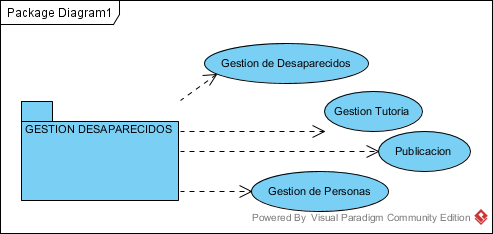 Package Diagram1
Gestion de Desaparecidos
Gestion Tutoria
GESTION DESAPARECIDOS
Publicacion
Gestion de Personas
Powered By Visual Paradigm Community Edition